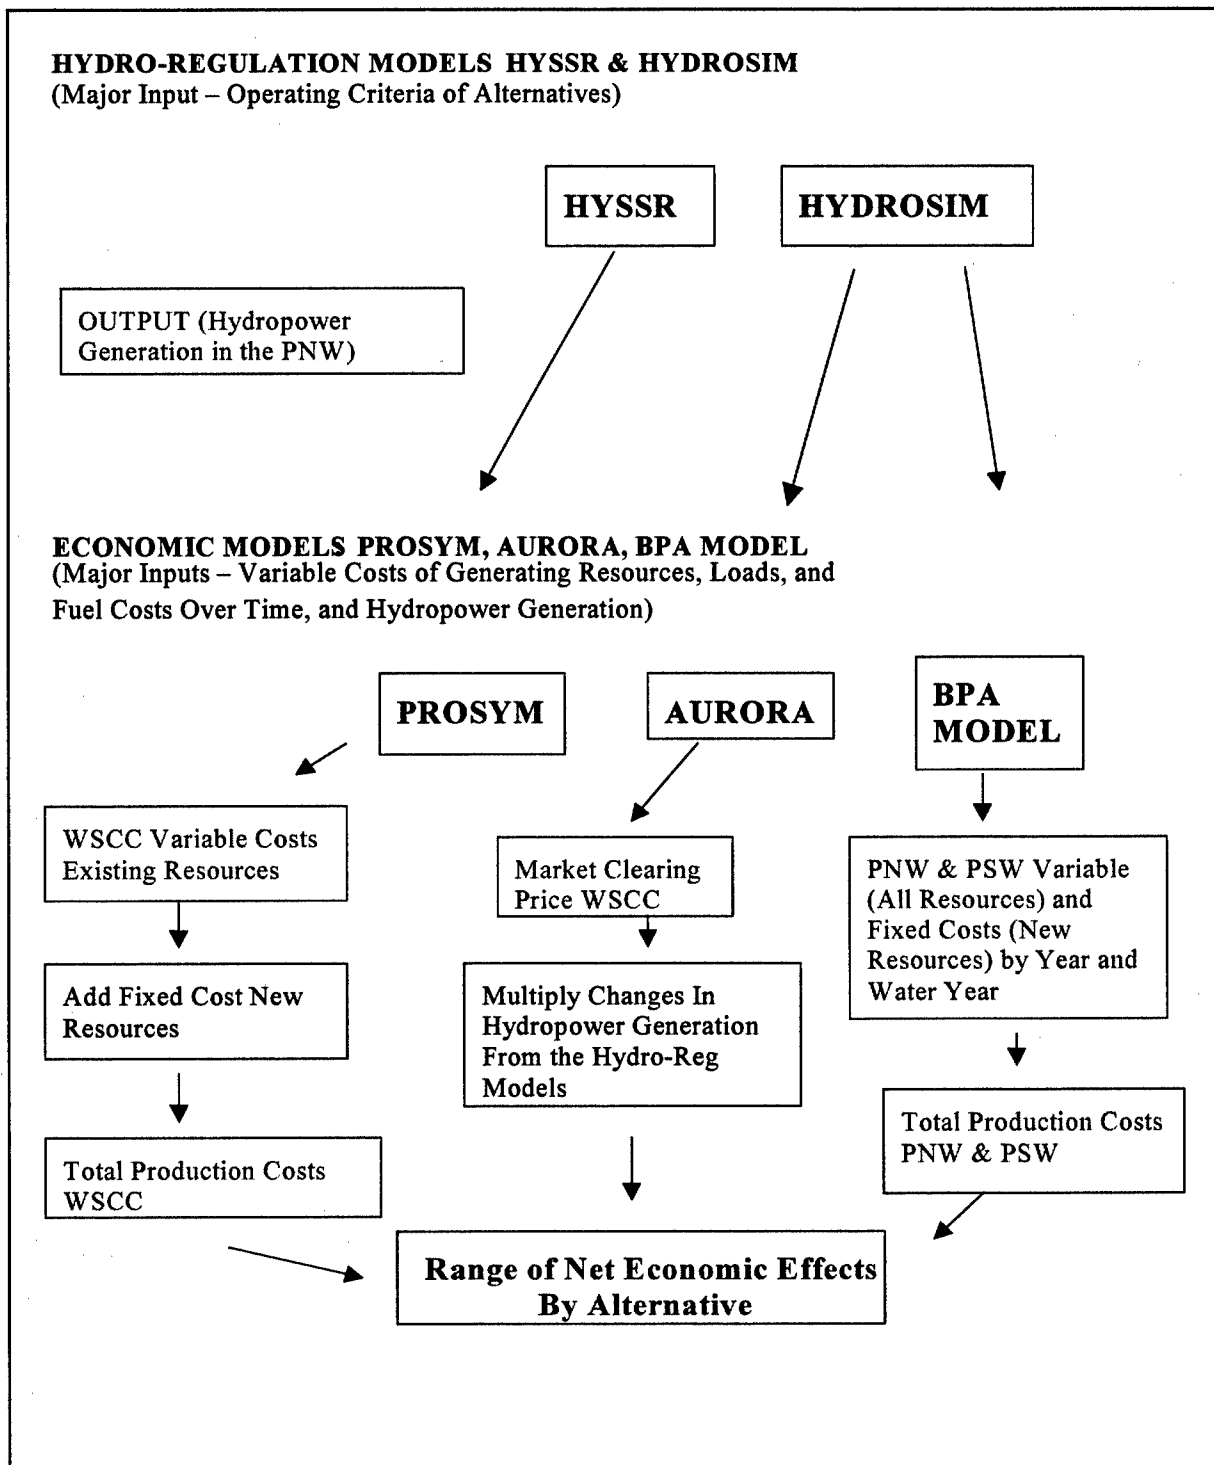 HYDRO-REGULATION MODELS HYSSR & HYDROSIM
(Major Input – Operating Criteria of Alternatives)
HYSSR
HYDROSIM
OUTPUT (Hydropower
Generation in the PNW)
ECONOMIC MODELS PROSYM, AURORA, BPA MODEL
(Major Inputs – Variable Costs of Generating Resources, Loads, and
Fuel Costs Over Time, and Hydropower Generation)
PROSYM
AURORA
BPA
MODEL
WSCC Variable Costs
Existing Resources
Market Clearing
Price WSCC
PNW & PSW Variable
(All Resources) and
Fixed Costs (New
Resources) by Year and
Water Year
Add Fixed Cost New
Resources
Multiply Changes In
Hydropower Generation
From the Hydro-Reg
Models
Total Production Costs
PNW & PSW
Total Production Costs
WSCC
Range of Net Economic Effects
By Alternative